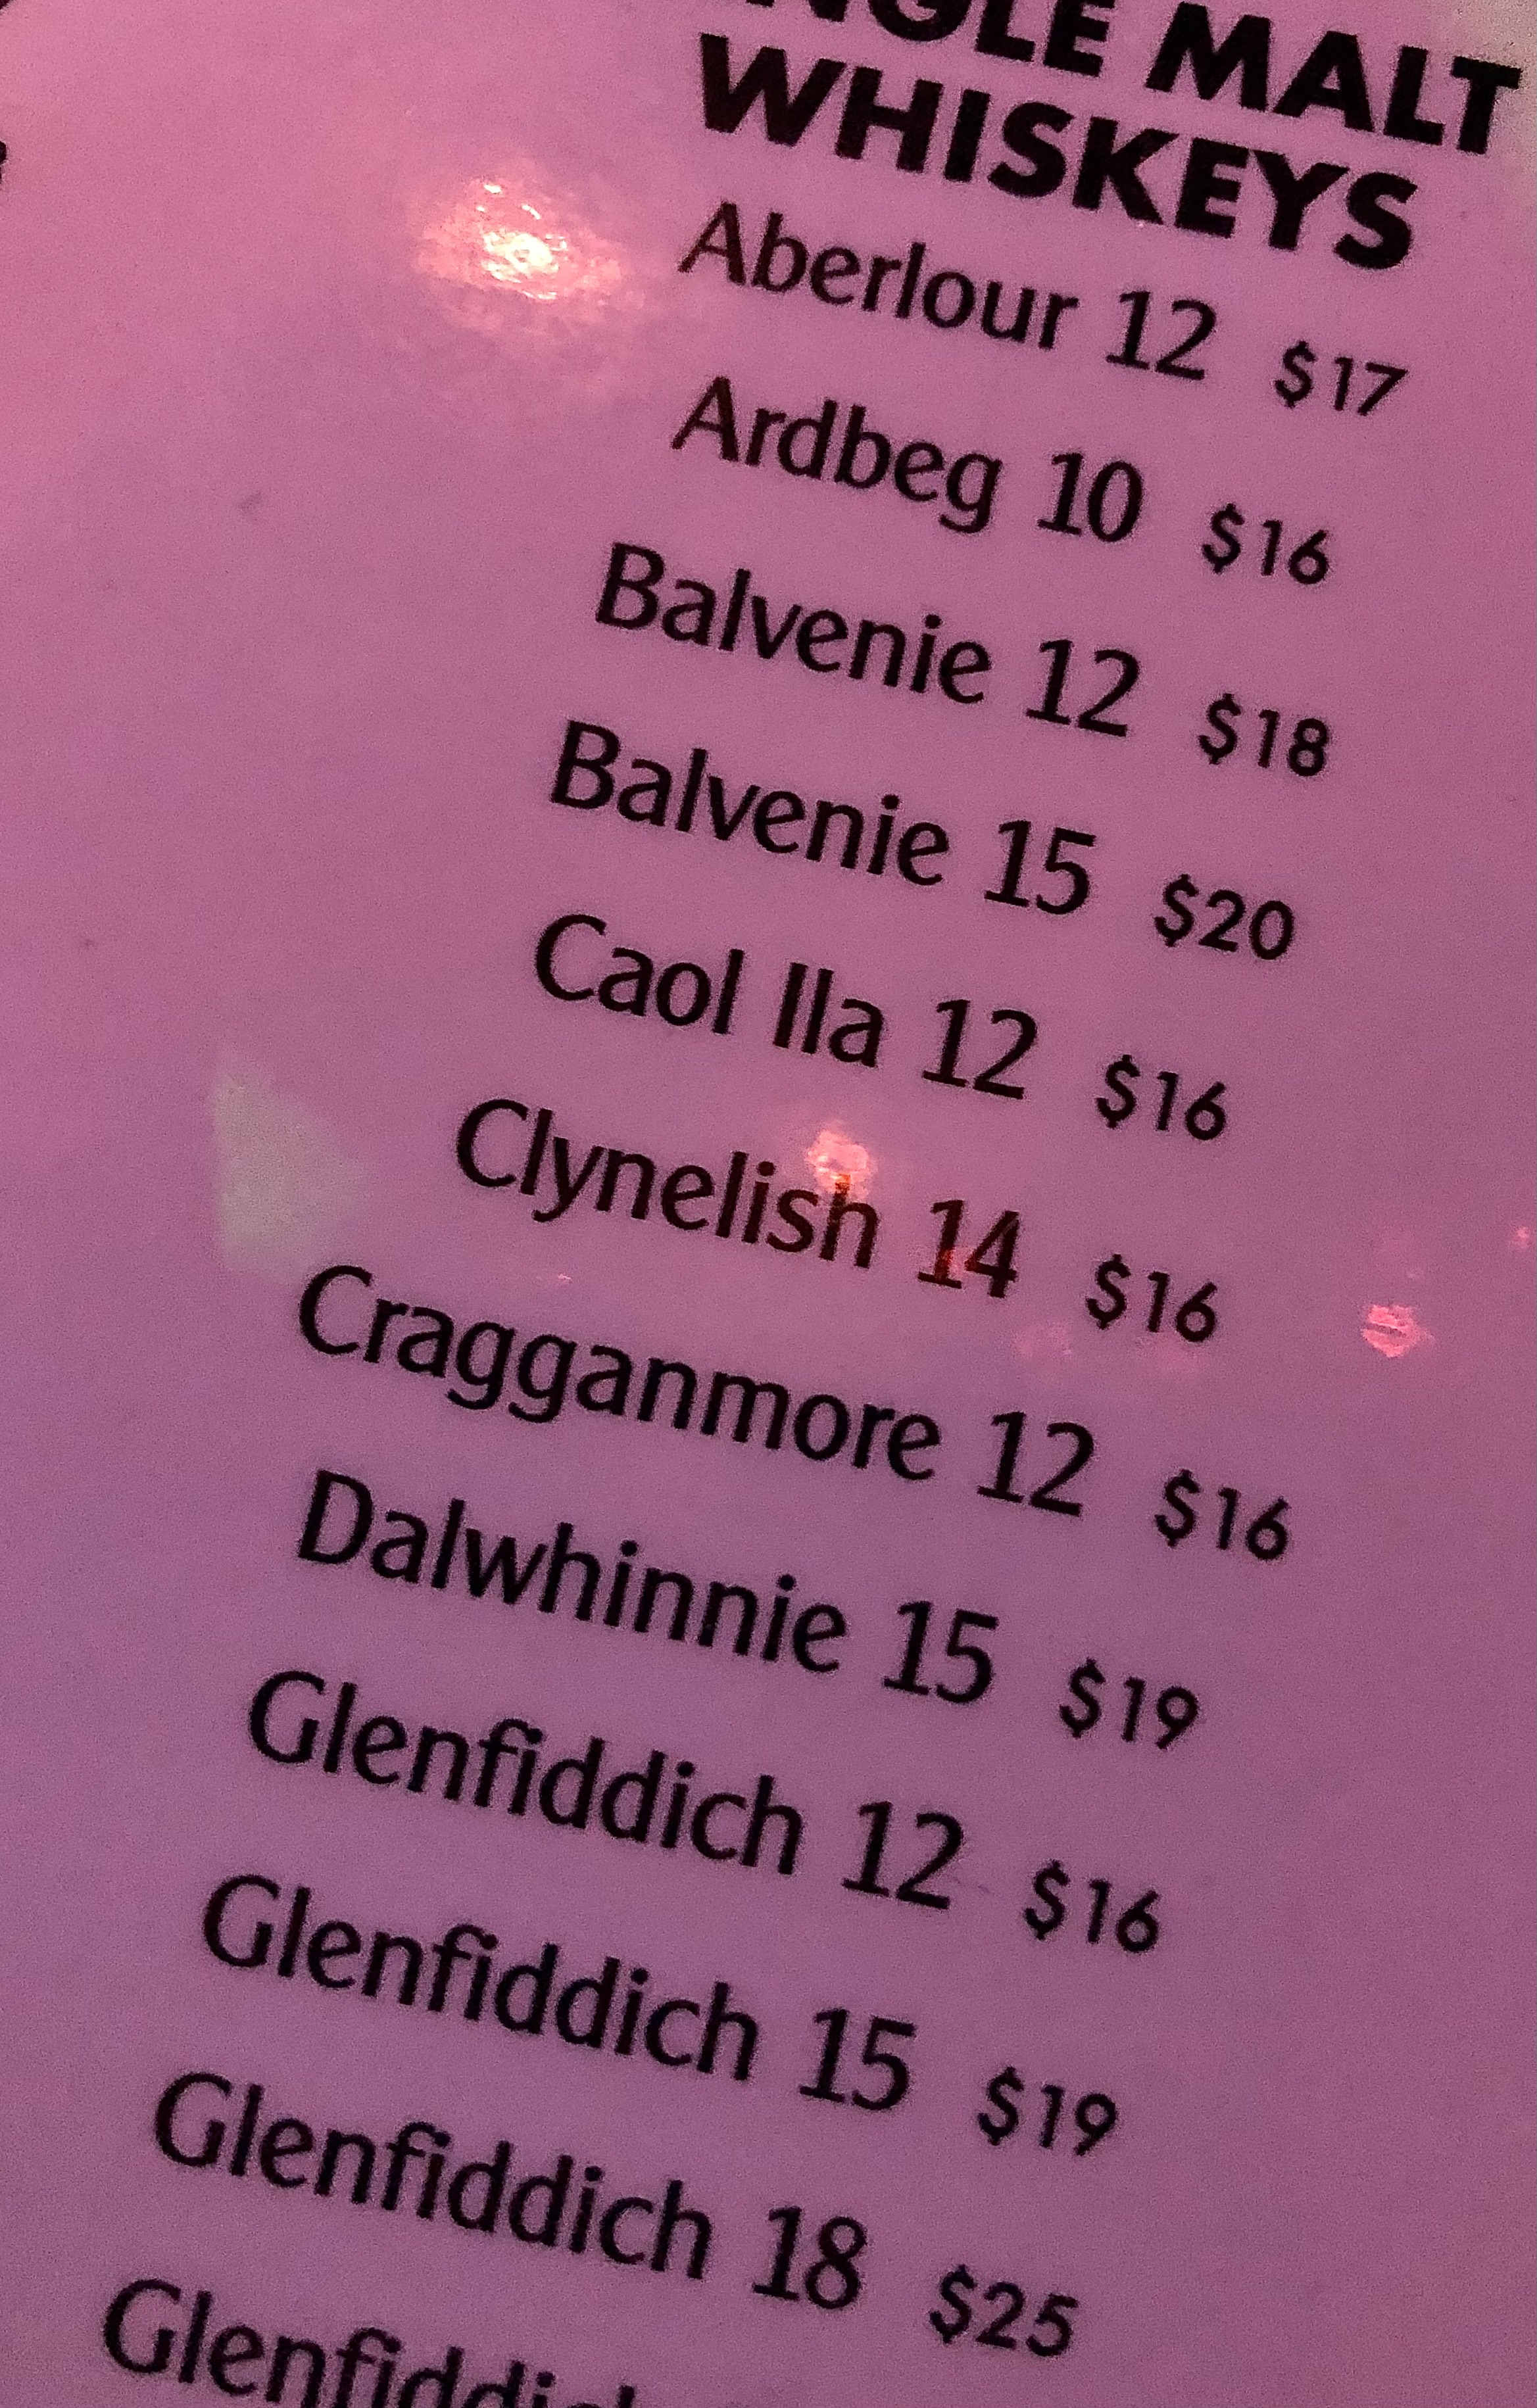 MALT
WHISKEYS
Aberlour 12 $17
Ardbeg 10 $16
Balvenie 12 $18
Balvenie 15 $20
Caol Ila 12 $16
Clynelish 14 $16
Cragganmore 12 $16
Dalwhinnie 15 $19
Glenfiddich 12 $16
Glenfiddich 15 $19
Glenfiddich 18 $25